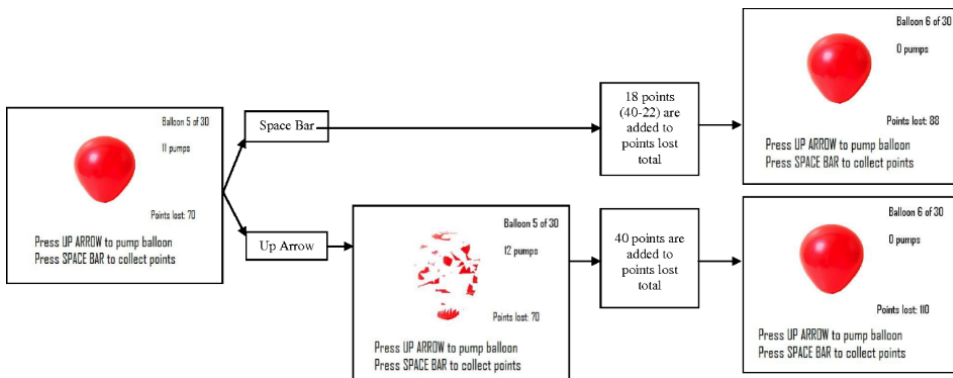 Balloon 5 of 30
11 pumps
Points lost: 70
Press UP ARROW to pump balloon
Press SPACE BAR to collect points
Space Bar
18 points
(40-22) are
added to
points lost
total
Balloon 6 of 30
0 pumps
Points lost: 88
Press UP ARROW to pump balloon
Press SPACE BAR to collect points
Up Arrow
Balloon 5 of 30
12 pumps
Points lost: 70
Press UP ARROW to pump balloon
Press SPACE BAR to collect points
40 points are
added to
points lost
total
Balloon 6 of 30
0 pumps
Points lost: 110
Press UP ARROW to pump balloon
Press SPACE BAR to collect points